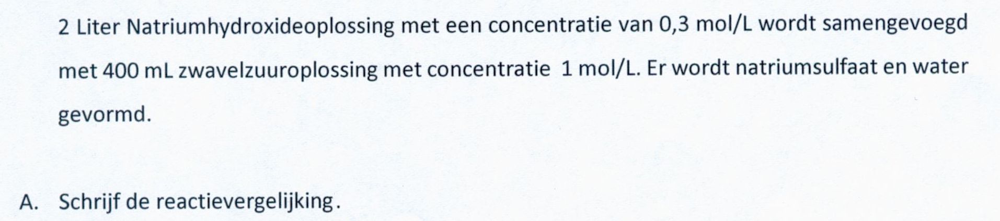 2 Liter Natriumhydroxideoplossing met een concentratie van 0,3 mol/L wordt samengevoegd
met 400 mL zwavelzuuroplossing met concentratie 1 mol/L. Er wordt natriumsulfaat en water
gevormd.
A. Schrijf de reactievergelijking.